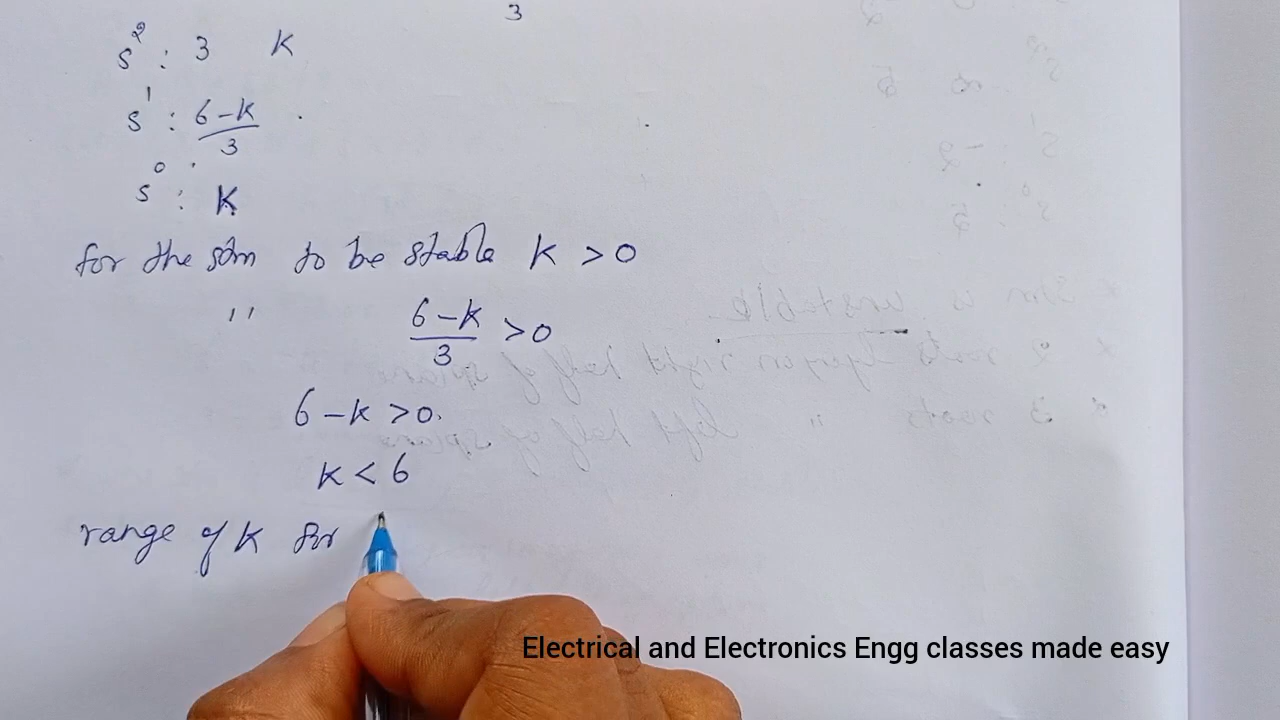 3
s² : 3 K
s¹ : 6-K/3 .
s⁰ : K
for the s/m to be stable K > 0
" 6-K/3 > 0
6-K > 0.
K < 6
range of K for
Electrical and Electronics Engg classes made easy